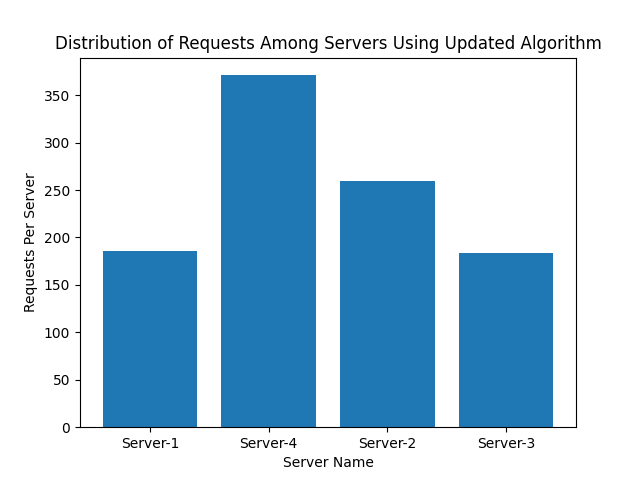 Distribution of Requests Among Servers Using Updated Algorithm
Requests Per Server
350
300
250
200
150
100
50
0
Server-1 Server-4 Server-2 Server-3
Server Name